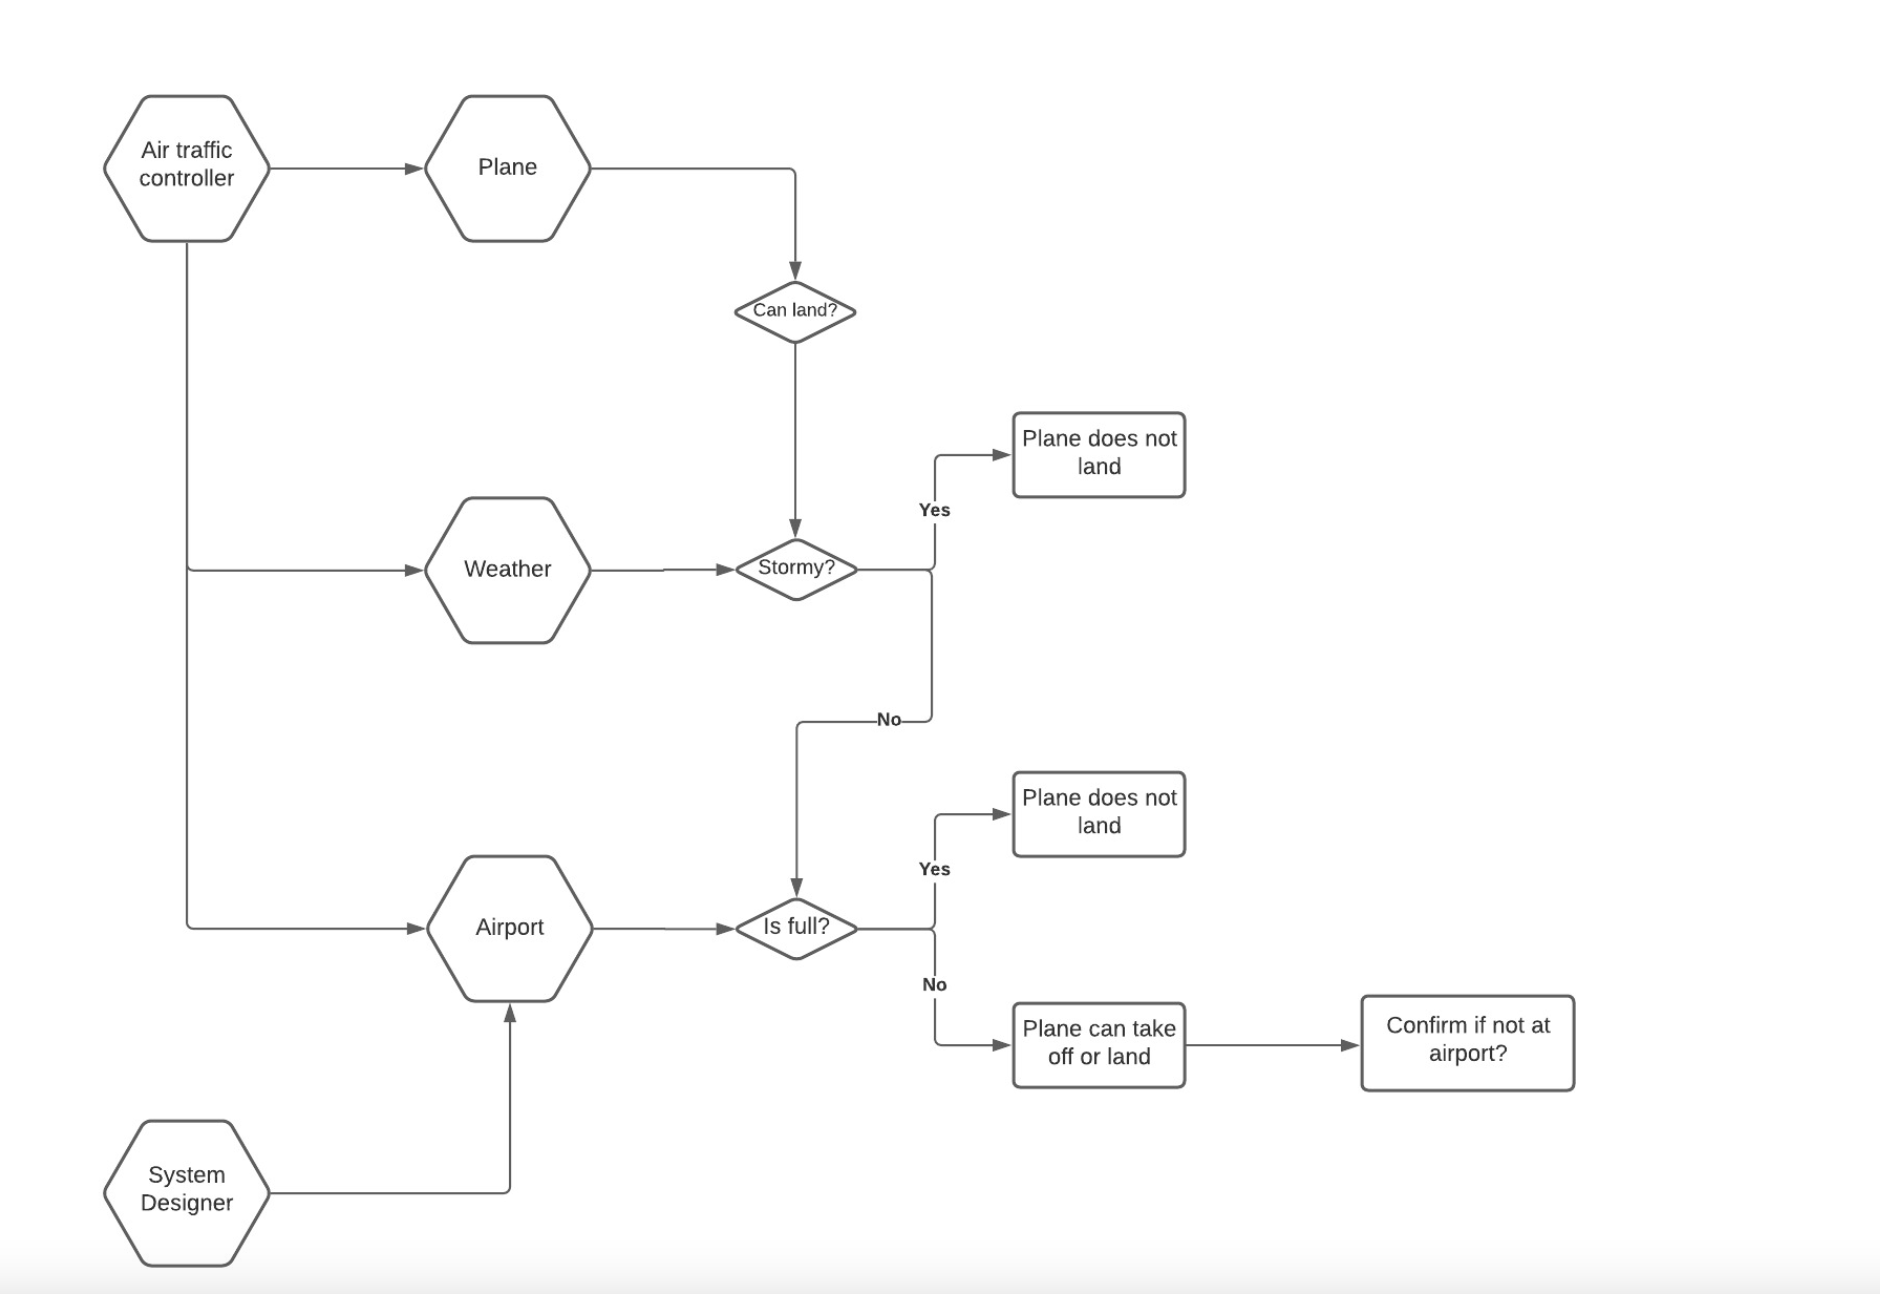 Air traffic
controller
Plane
Can land?
Plane does not
land
Yes
Weather
Stormy?
No
Plane does not
land
Yes
Airport
Is full?
No
Plane can take
off or land
Confirm if not at
airport?
System
Designer